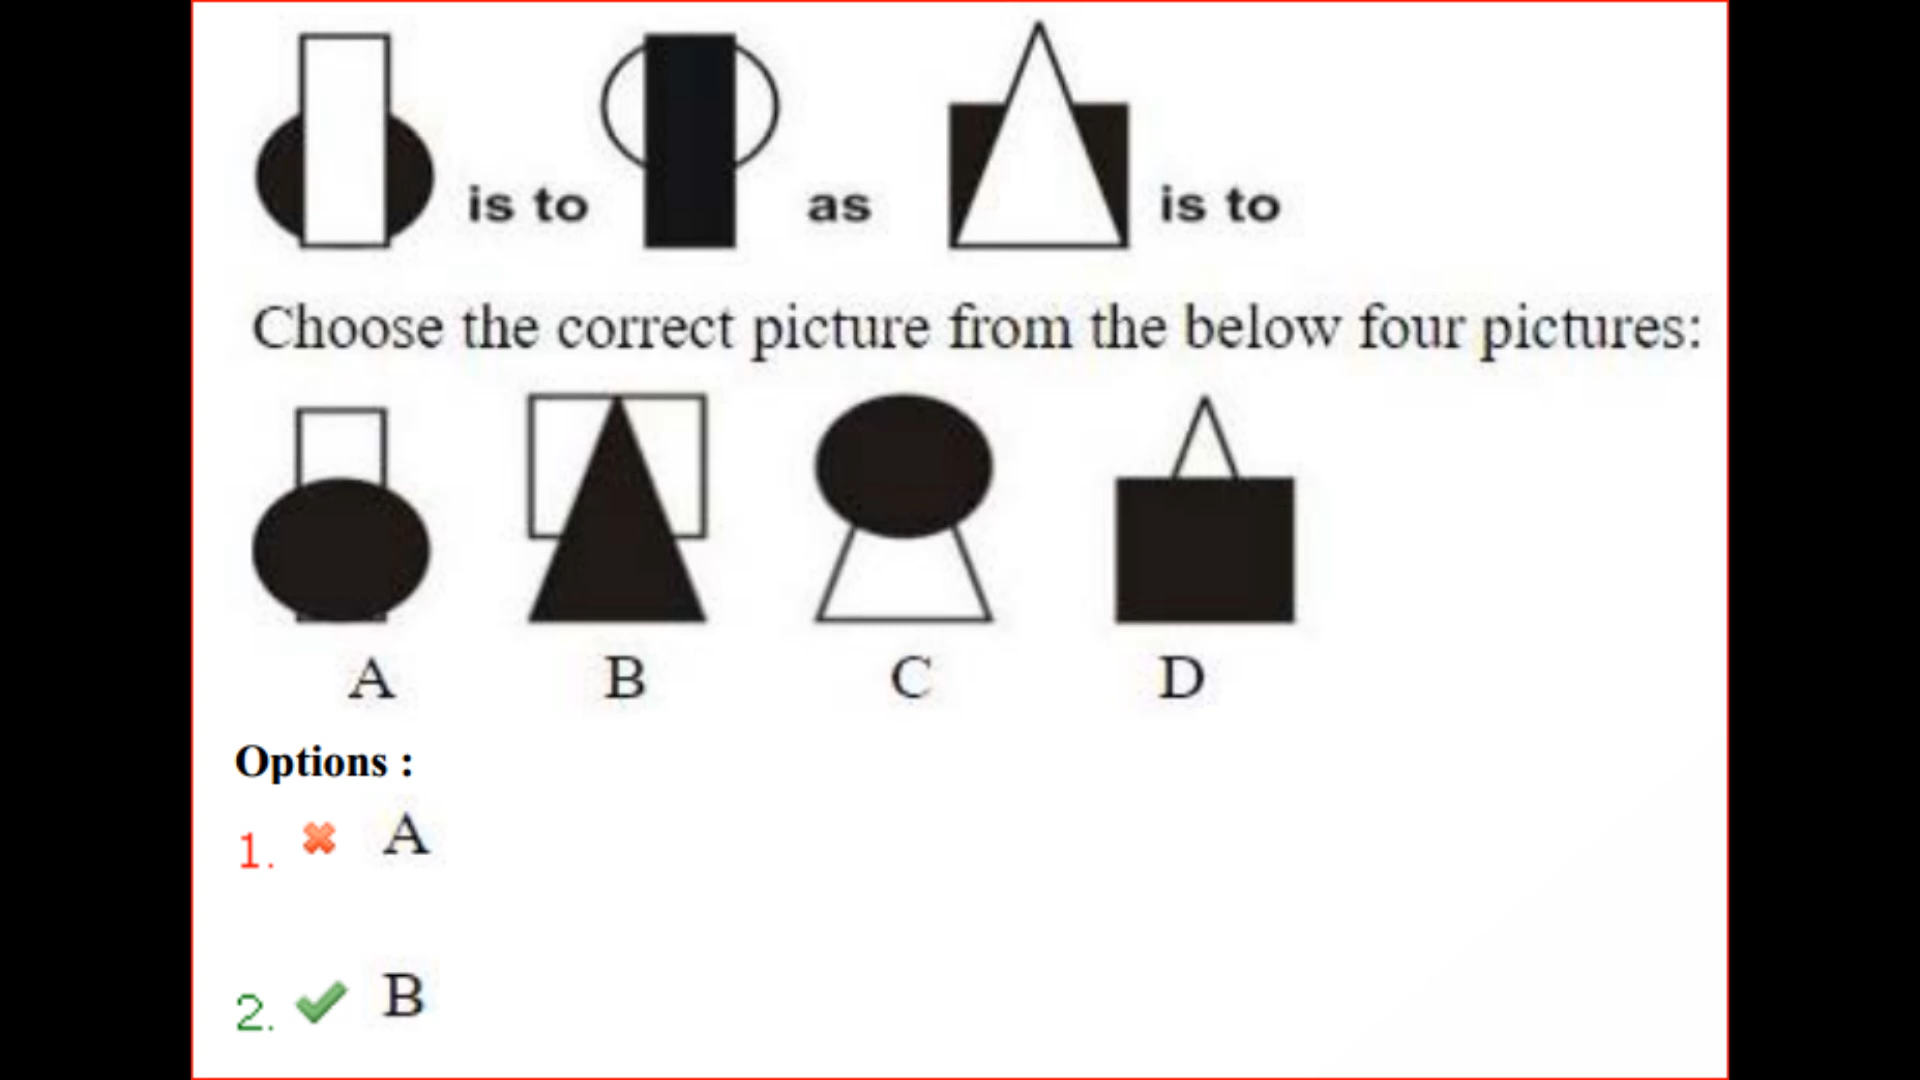 is to as is to
Choose the correct picture from the below four pictures:
A B C D
Options :
1. A
2. B